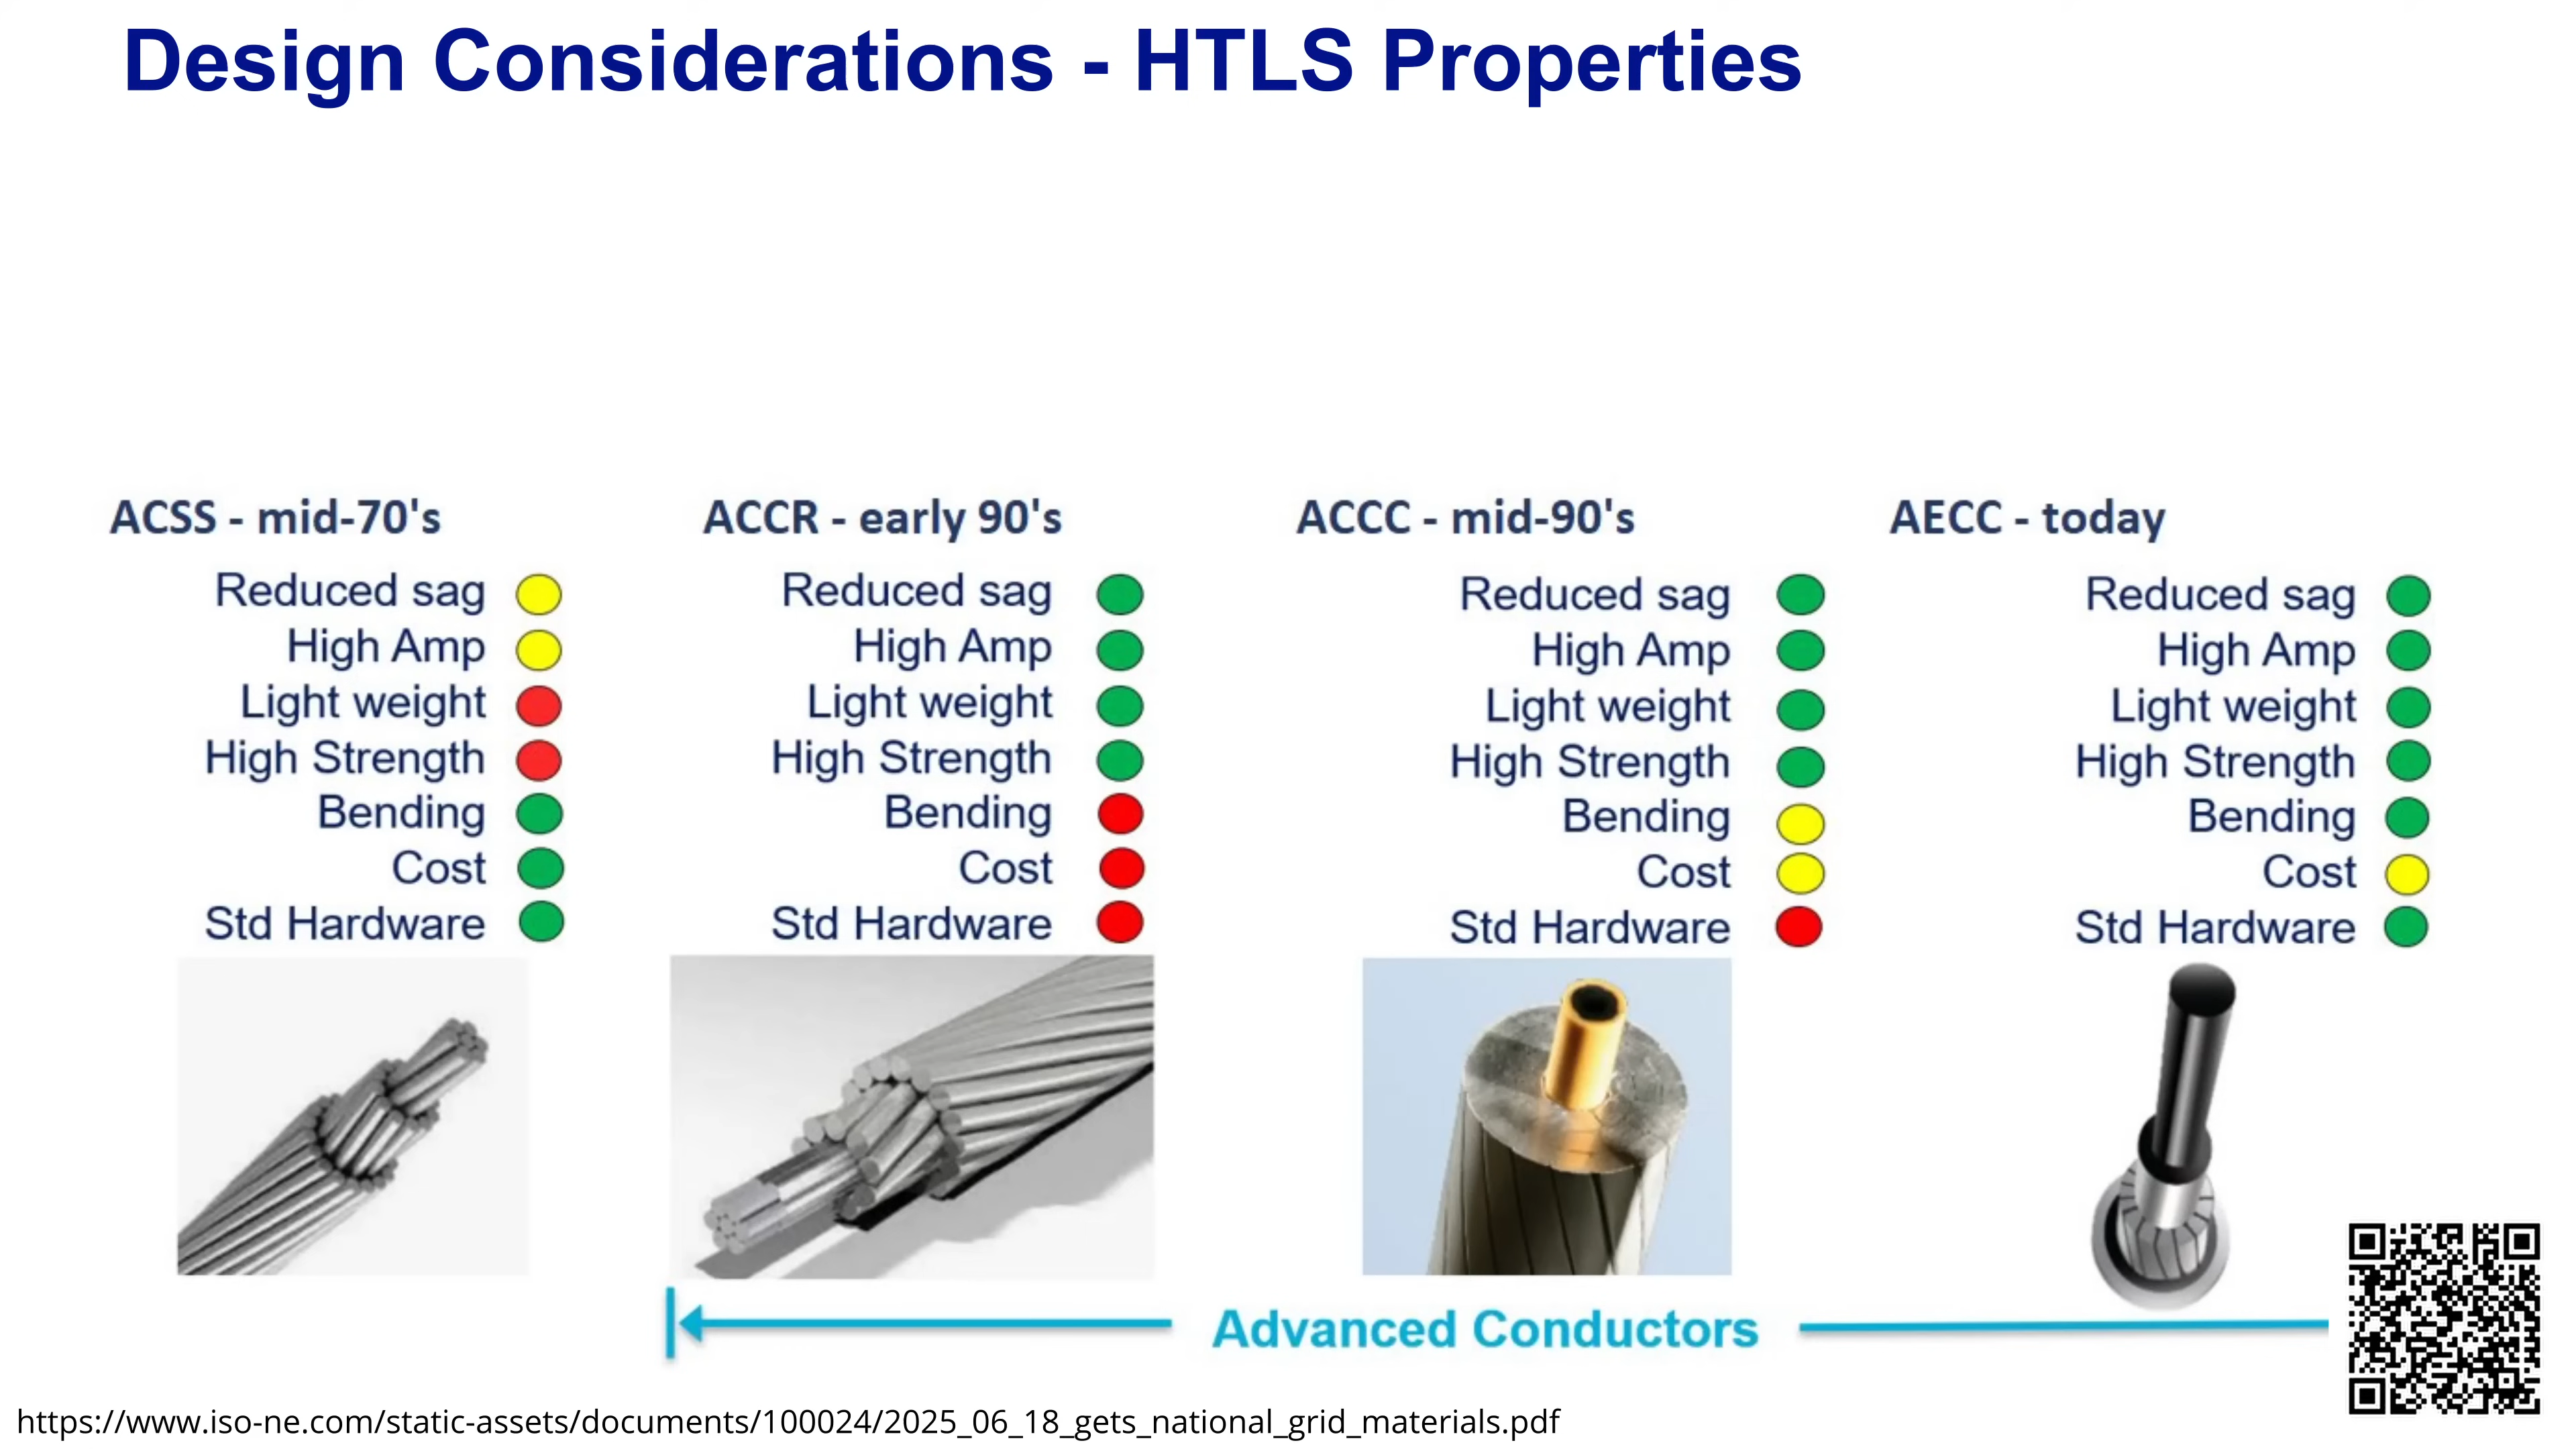 Design Considerations - HTLS Properties
ACSS - mid-70's
Reduced sag
High Amp
Light weight
High Strength
Bending
Cost
Std Hardware
ACCR - early 90's
Reduced sag
High Amp
Light weight
High Strength
Bending
Cost
Std Hardware
ACCC - mid-90's
Reduced sag
High Amp
Light weight
High Strength
Bending
Cost
Std Hardware
AECC - today
Reduced sag
High Amp
Light weight
High Strength
Bending
Cost
Std Hardware
Advanced Conductors
https://www.iso-ne.com/static-assets/documents/100024/2025_06_18_gets_national_grid_materials.pdf